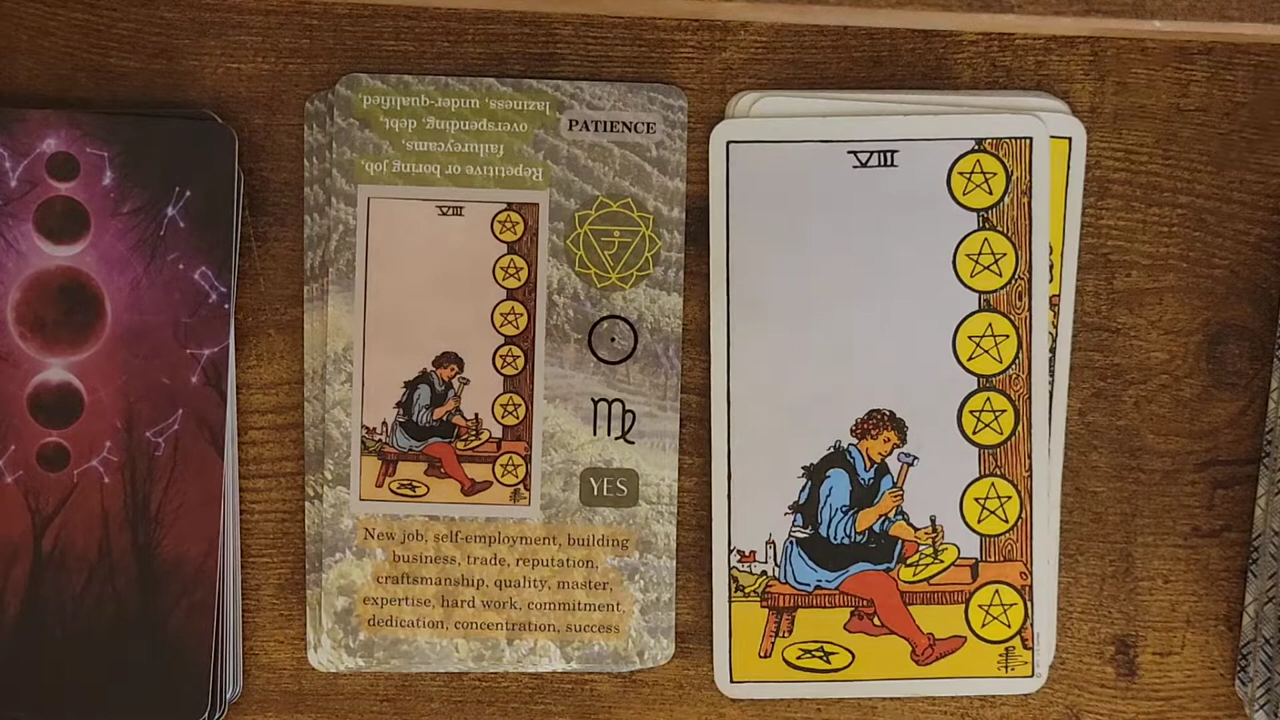 laziness, under-qualified,
overspending, debt,
failureycams,
Repetitive or boring job,
PATIENCE
VIII
YES
New job, self-employment, building
business, trade, reputation,
craftsmanship, quality, master,
expertise, hard work, commitment,
dedication, concentration, success
VIII